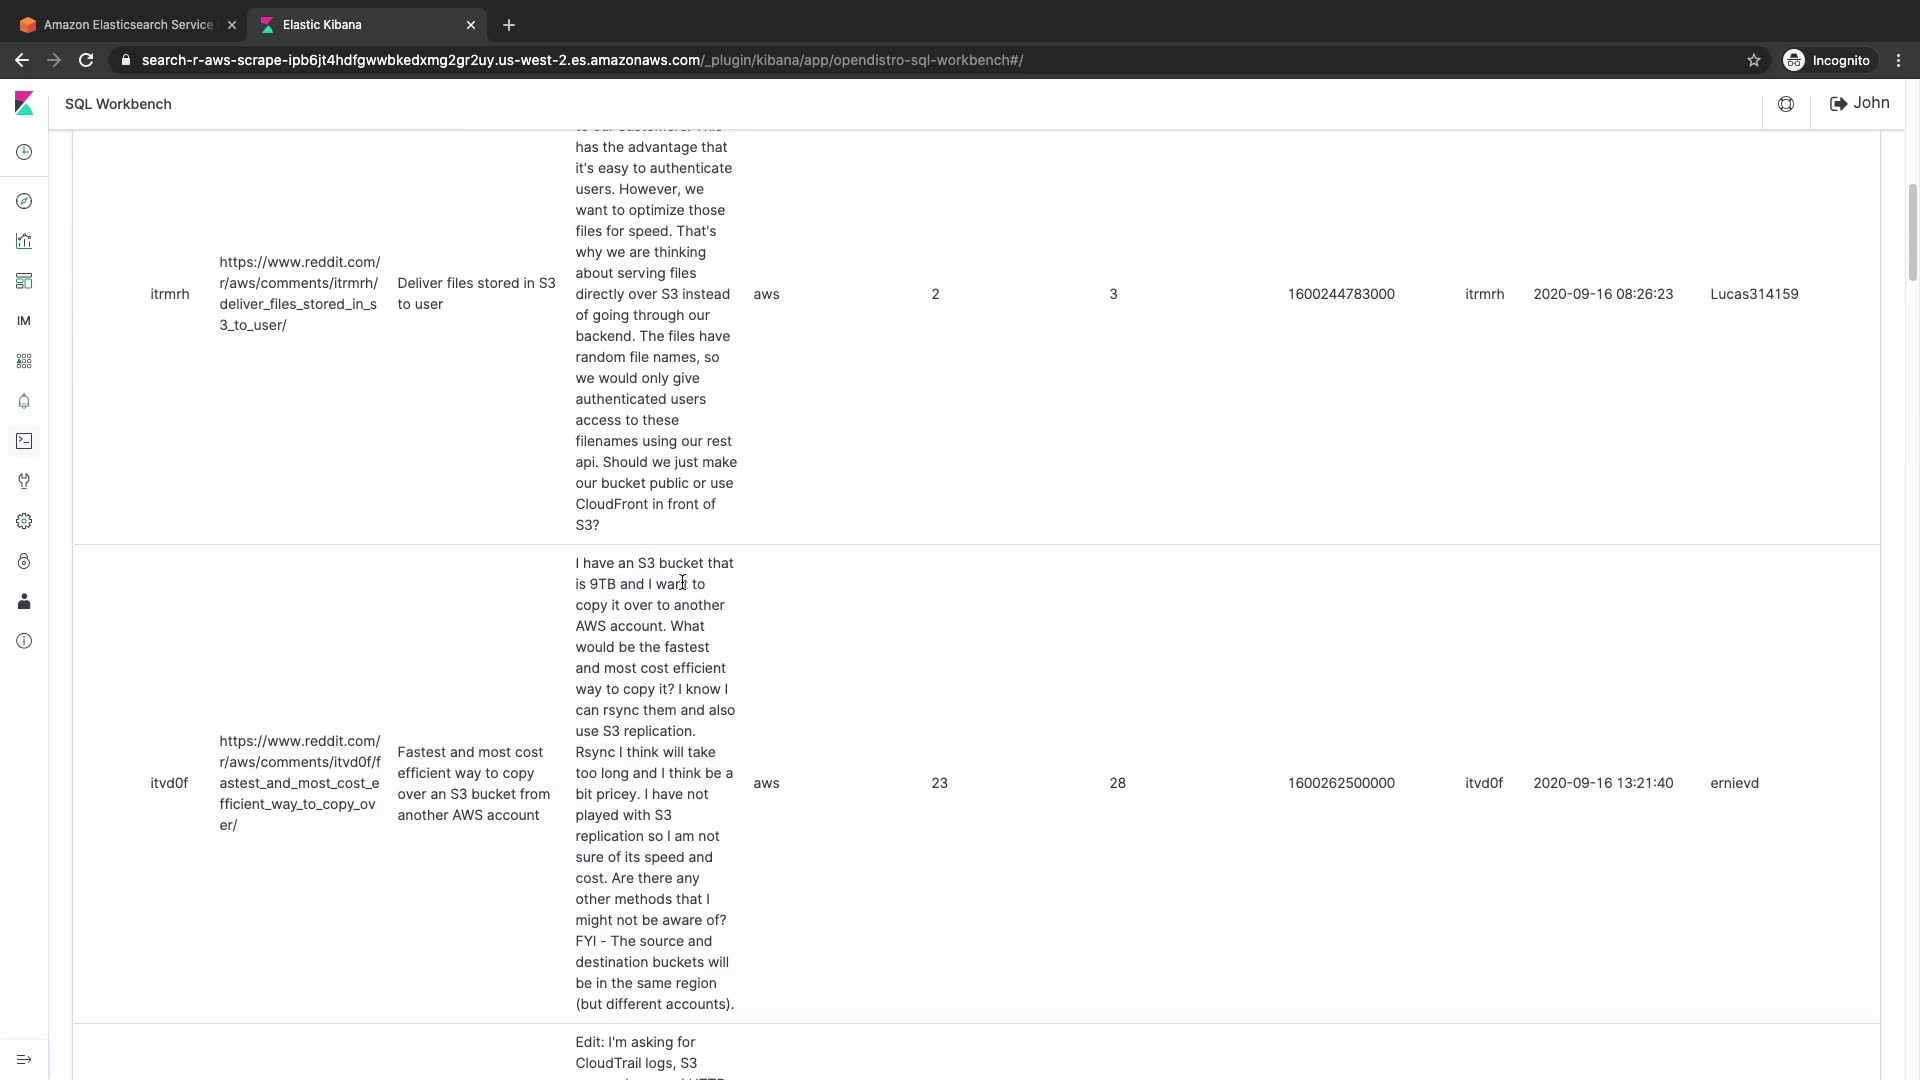 Amazon Elasticsearch Service
Elastic Kibana
search-r-aws-scrape-ipb6jt4hdfgwwbkedxmg2gr2uy.us-west-2.es.amazonaws.com/_plugin/kibana/app/opendistro-sql-workbench#/
Incognito
SQL Workbench
John
IM
itrmrh
https://www.reddit.com/
r/aws/comments/itrmrh/
deliver_files_stored_in_s
3_to_user/
Deliver files stored in S3
to user
to our customers. This
has the advantage that
it's easy to authenticate
users. However, we
want to optimize those
files for speed. That's
why we are thinking
about serving files
directly over S3 instead
of going through our
backend. The files have
random file names, so
we would only give
authenticated users
access to these
filenames using our rest
api. Should we just make
our bucket public or use
CloudFront in front of
S3?
aws
2
3
1600244783000
itrmrh
2020-09-16 08:26:23
Lucas314159
itvd0f
https://www.reddit.com/
r/aws/comments/itvd0f/f
astest_and_most_cost_e
fficient_way_to_copy_ov
er/
Fastest and most cost
efficient way to copy
over an S3 bucket from
another AWS account
I have an S3 bucket that
is 9TB and I want to
copy it over to another
AWS account. What
would be the fastest
and most cost efficient
way to copy it? I know I
can rsync them and also
use S3 replication.
Rsync I think will take
too long and I think be a
bit pricey. I have not
played with S3
replication so I am not
sure of its speed and
cost. Are there any
other methods that I
might not be aware of?
FYI - The source and
destination buckets will
be in the same region
(but different accounts).
aws
23
28
1600262500000
itvd0f
2020-09-16 13:21:40
ernievd
Edit: I'm asking for
CloudTrail logs, S3